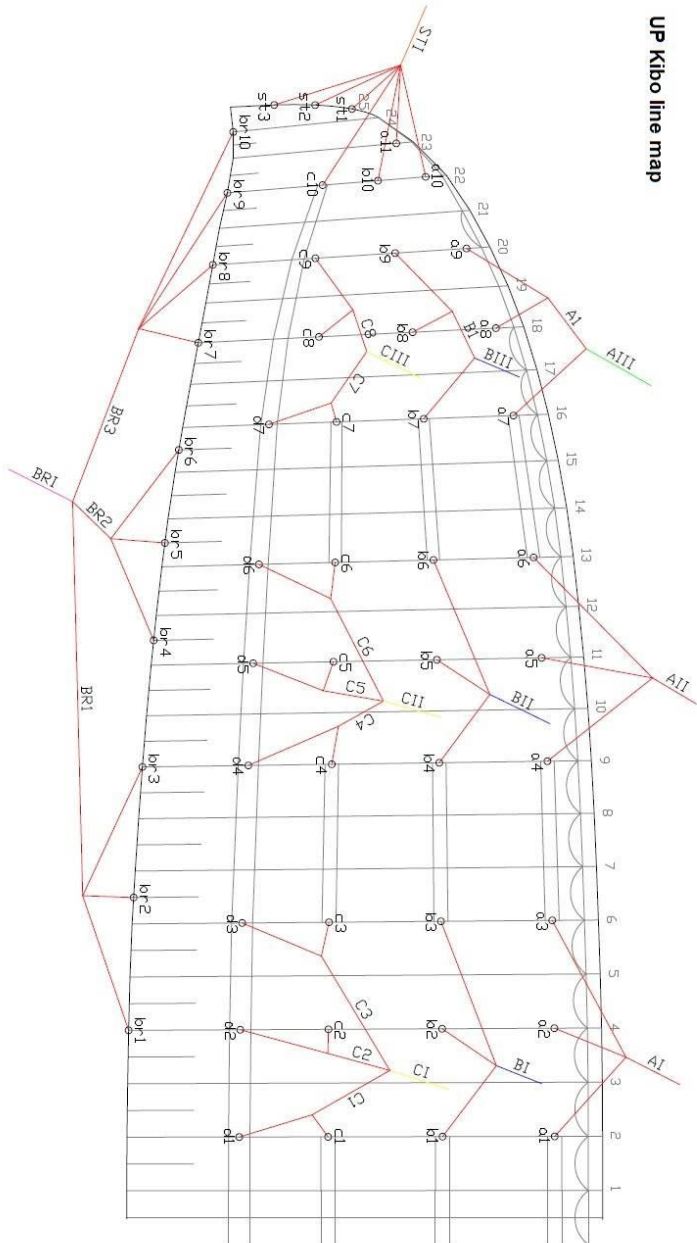 UP Kibo line map
STI
st3
st2
st1
25
24
23
22
21
20
19
18
17
16
15
14
13
12
11
10
9
8
7
6
5
4
3
2
1
a11
a10
b10
c10
br10
br9
br8
br7
c9
b9
a9
c8
b8
a8
C8
B1
A1
CIII
BIII
AIII
C7
d7
c7
b7
a7
BR3
br6
BRI
BR2
br5
br4
d6
c6
b6
a6
C6
d5
c5
b5
a5
C5
CII
BII
AII
C4
d4
c4
b4
a4
BR1
br3
br2
br1
d3
c3
b3
a3
C3
d2
c2
b2
a2
C2
CI
BI
AI
C1
d1
c1
b1
a1